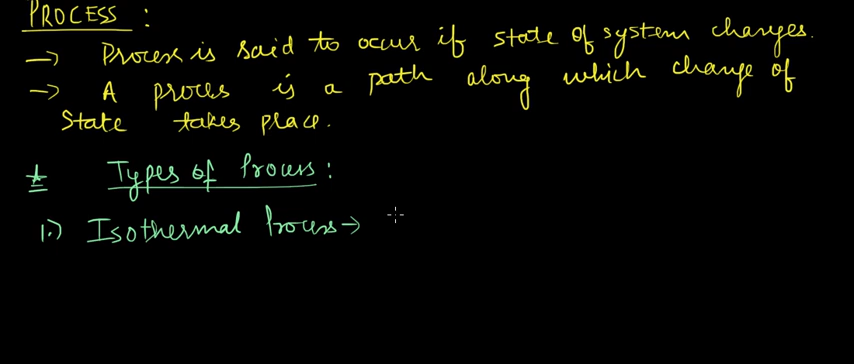 PROCESS :
→ Process is said to occur if state of system changes.
→ A proces is a path along which change of
State takes place.
* Types of Process :
1.) Isothermal Process →